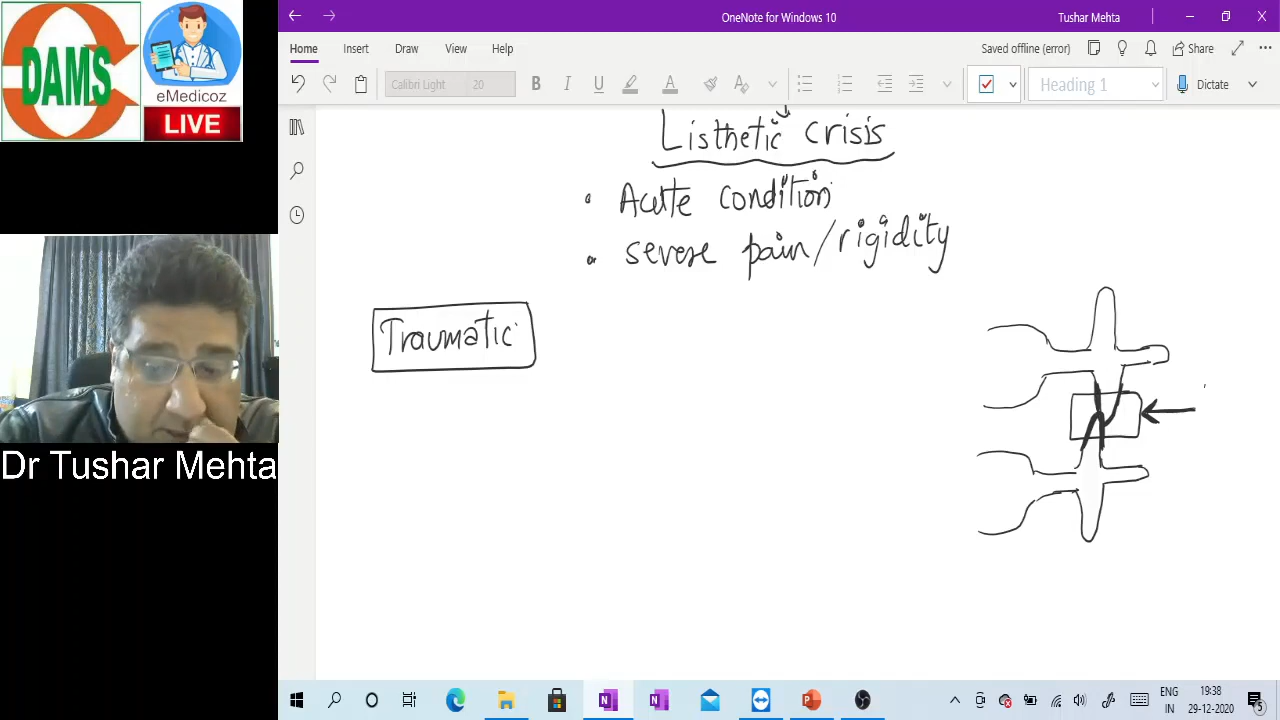 DAMS
eMedicoz
LIVE
Dr Tushar Mehta
OneNote for Windows 10
Tushar Mehta
Home
Insert
Draw
View
Help
Saved offline (error)
Share
Calibri Light
20
B
I
U
A
Heading 1
Dictate
Listhetic crisis
• Acute condition
• severe pain/rigidity
Traumatic
ENG
IN
19:38
29-12-2020
5